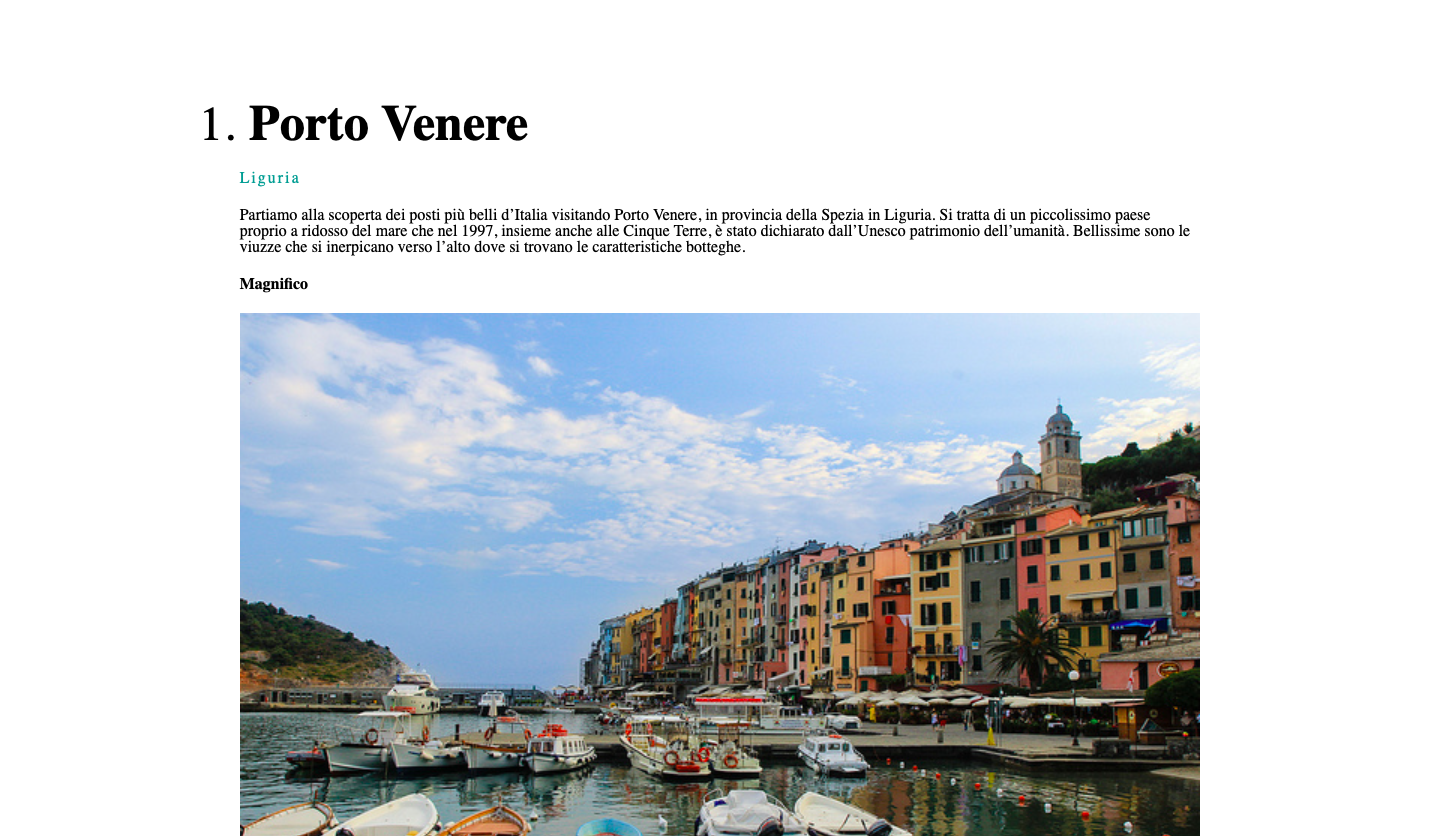 1. Porto Venere
Liguria
Partiamo alla scoperta dei posti più belli d’Italia visitando Porto Venere, in provincia della Spezia in Liguria. Si tratta di un piccolissimo paese
proprio a ridosso del mare che nel 1997, insieme anche alle Cinque Terre, è stato dichiarato dall’Unesco patrimonio dell’umanità. Bellissime sono le
viuzze che si inerpicano verso l’alto dove si trovano le caratteristiche botteghe.
Magnifico